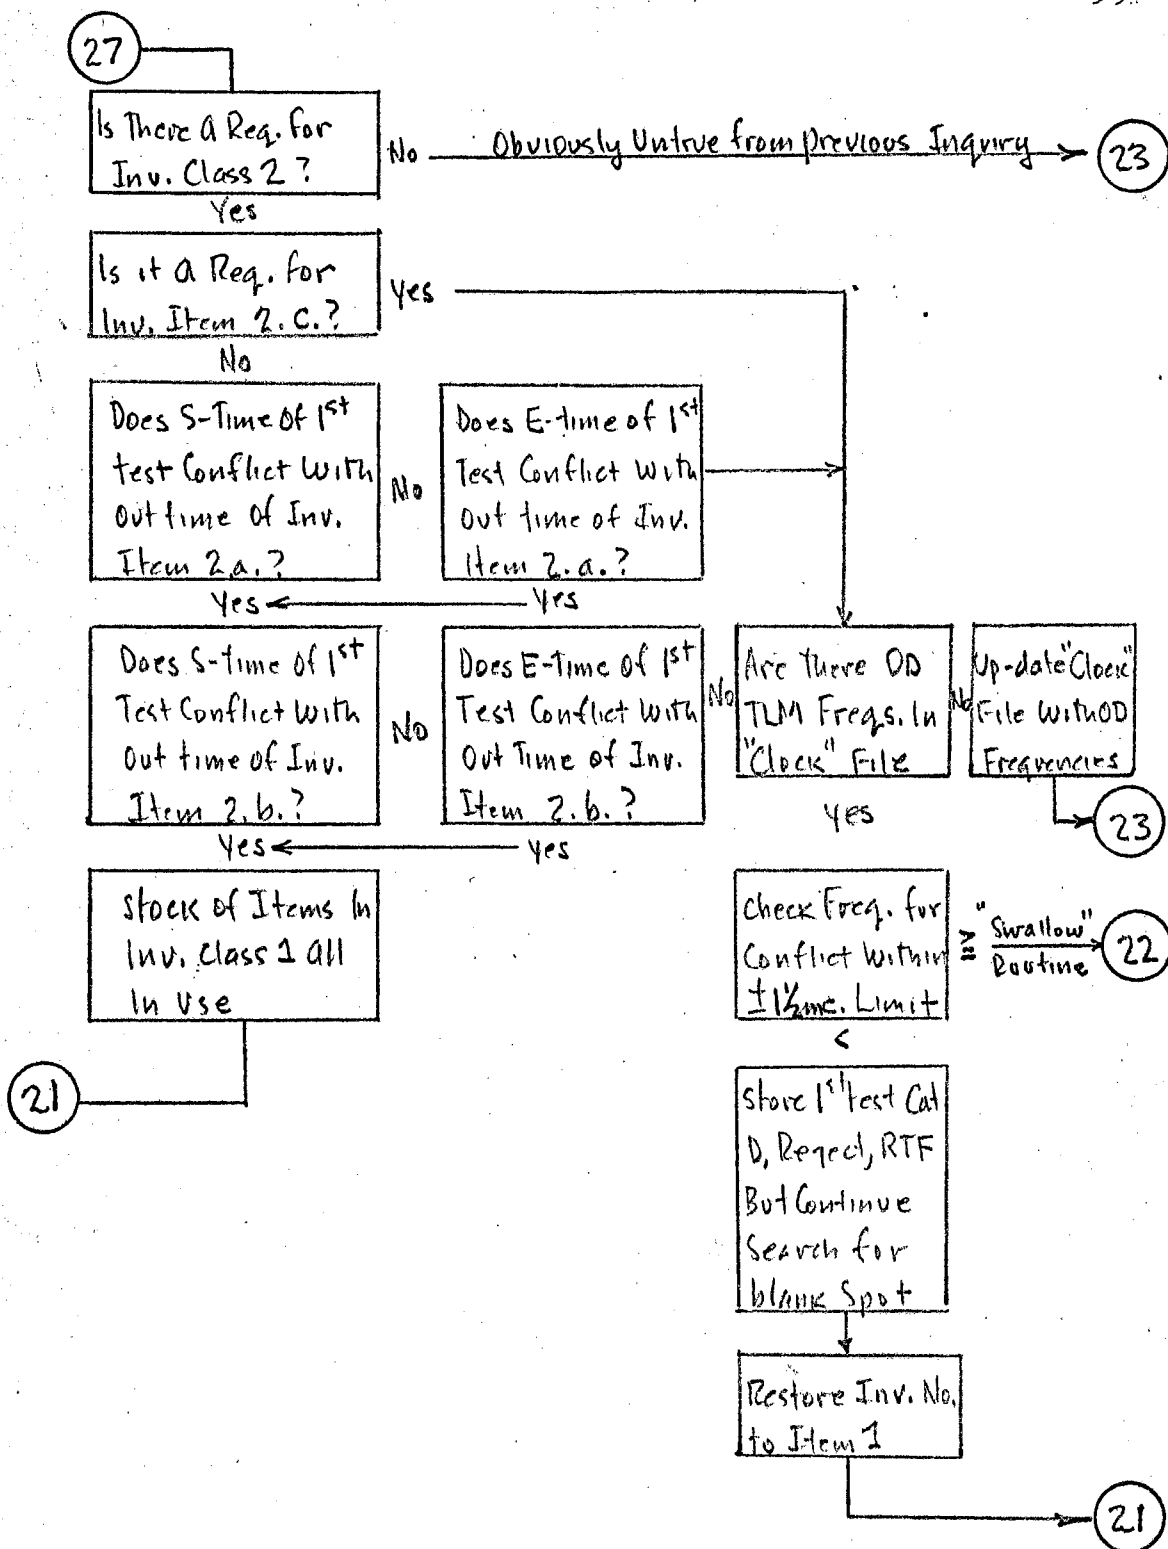 27
Is There a Req. for
Inv. Class 2 ?
No
Obviously Untrue from previous Inquiry
23
Yes
Is it a Req. for
Inv. Item 2. c.?
Yes
No
Does S-Time of 1st
test Conflict With
Out time of Inv.
Item 2.a.?
No
Does E-time of 1st
Test Conflict With
Out time of Inv.
Item 2. a.?
Yes
Yes
Does S-time of 1st
Test Conflict With
Out time of Inv.
Item 2. b.?
No
Does E-Time of 1st
Test Conflict With
Out Time of Inv.
Item 2. b.?
No
Are There OD
TLM Freqs. In
"Clock" File
No
Up-date "Clock"
File With OD
Frequencies
23
Yes
Yes
Yes
Stock of Items In
Inv. Class 1 all
In Use
21
Check Freq. for
Conflict Within
±1½mc. Limit
≥
"Swallow"
Routine
22
<
Store 1st test Cat
D, Reject, RTF
But Continue
Search for
blank Spot
Restore Inv. No.
to Item 1
21